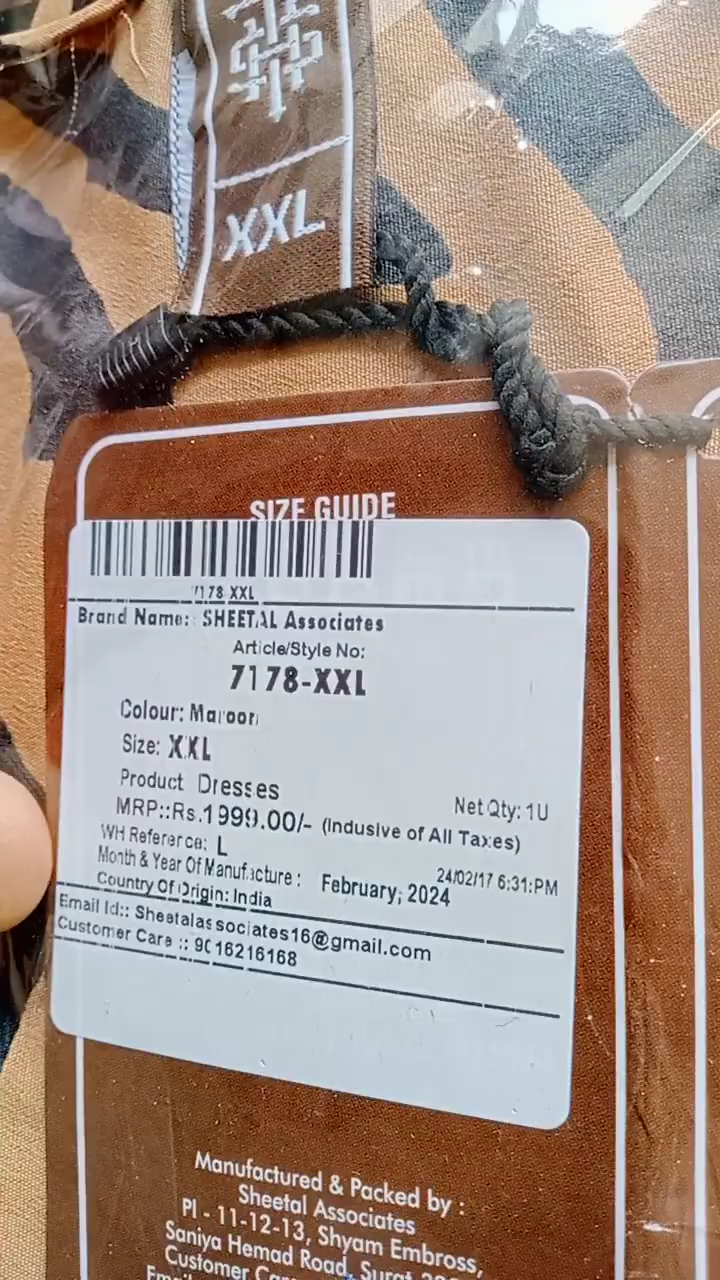 XXL
SIZE GUIDE
7178-XXL
Brand Name: SHEETAL Associates
Article/Style No:
7178-XXL
Colour: Maroon
Size: XXL
Product Dresses
Net Qty: 1U
MRP::Rs.1999.00/- (Indusive of All Taxes)
WH Reference: L
Month & Year Of Manufacture : February, 2024
24/02/17 6:31:PM
Country Of Origin: India
Email Id:: Sheetalassociates16@gmail.com
Customer Care :: 9016216168
Manufactured & Packed by :
Sheetal Associates
Pl - 11-12-13, Shyam Embross,
Saniya Hemad Road, Surat
Customer